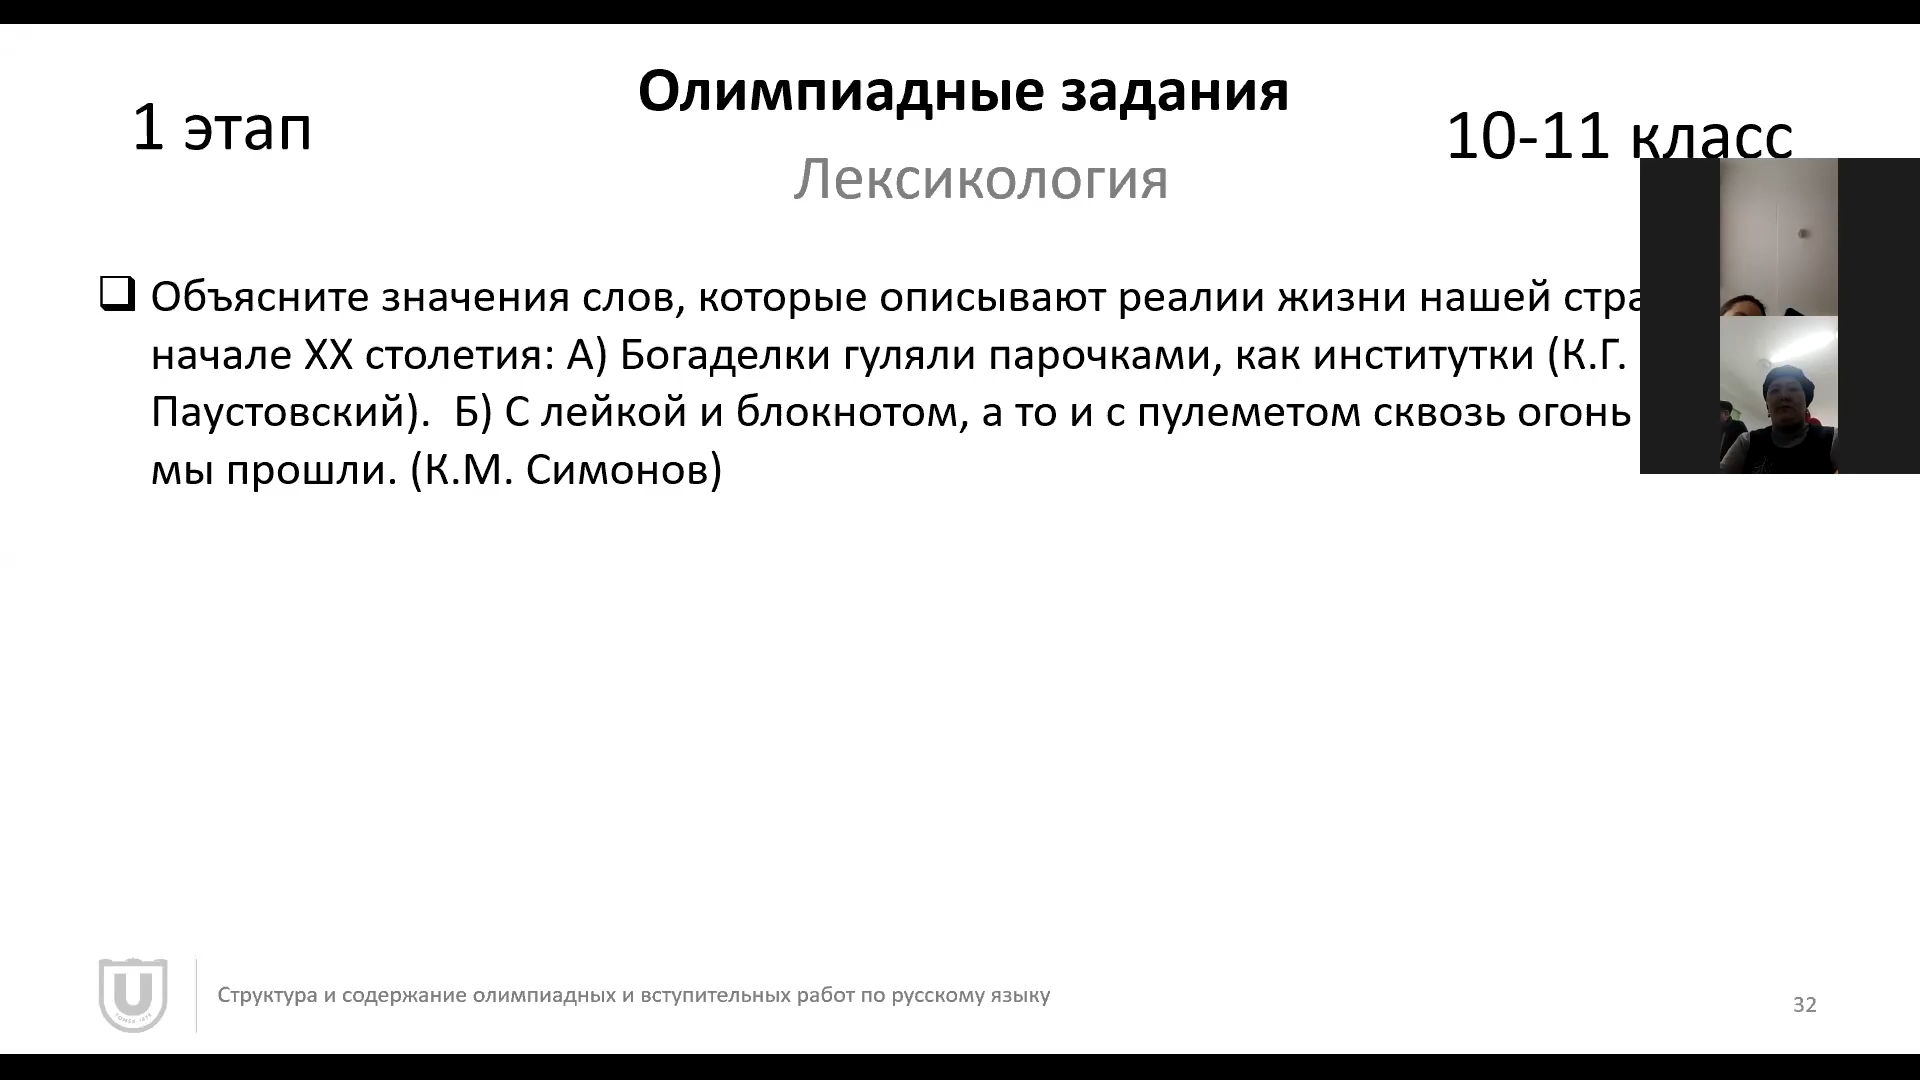 Олимпиадные задания
1 этап
10-11 класс
Лексикология
Объясните значения слов, которые описывают реалии жизни нашей
начале XX столетия: А) Богаделки гуляли парочками, как институтки (К.Г.
Паустовский). Б) С лейкой и блокнотом, а то и с пулеметом сквозь огонь
мы прошли. (К.М. Симонов)
Структура и содержание олимпиадных и вступительных работ по русскому языку
32